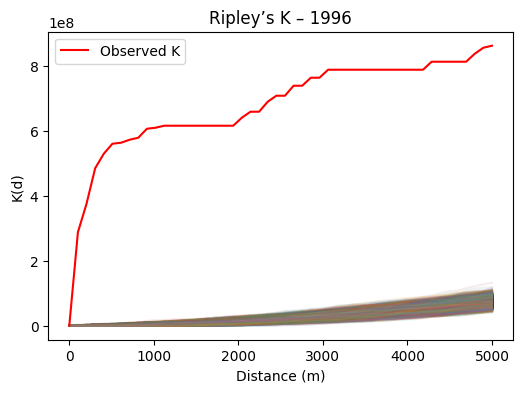 Ripley’s K – 1996
1e8
Observed K
8
6
4
2
0
K(d)
0 1000 2000 3000 4000 5000
Distance (m)